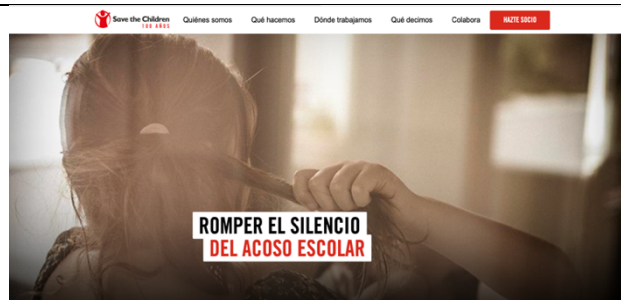 Save the Children
100 AÑOS
Quiénes somos
Qué hacemos
Dónde trabajamos
Qué decimos
Colabora
HAZTE SOCIO
ROMPER EL SILENCIO
DEL ACOSO ESCOLAR